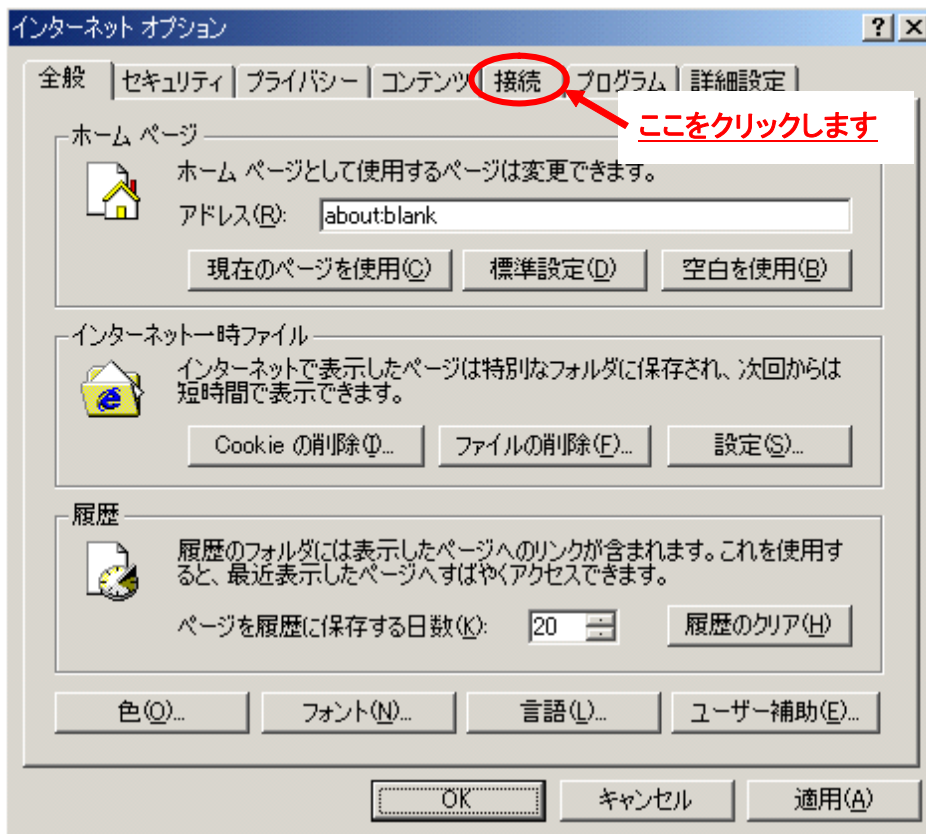 インターネット オプション
全般 セキュリティ プライバシー コンテンツ 接続 プログラム 詳細設定
ここをクリックします
ホーム ページ
ホーム ページとして使用するページは変更できます。
アドレス(R): about:blank
現在のページを使用(C) 標準設定(D) 空白を使用(B)
インターネット一時ファイル
インターネットで表示したページは特別なフォルダに保存され、次回からは
短時間で表示できます。
Cookie の削除(I)... ファイルの削除(F)... 設定(S)...
履歴
履歴のフォルダには表示したページへのリンクが含まれます。これを使用す
ると、最近表示したページへすばやくアクセスできます。
ページを履歴に保存する日数(K): 20 履歴のクリア(H)
色(O)... フォント(N)... 言語(L)... ユーザー補助(E)...
OK キャンセル 適用(A)